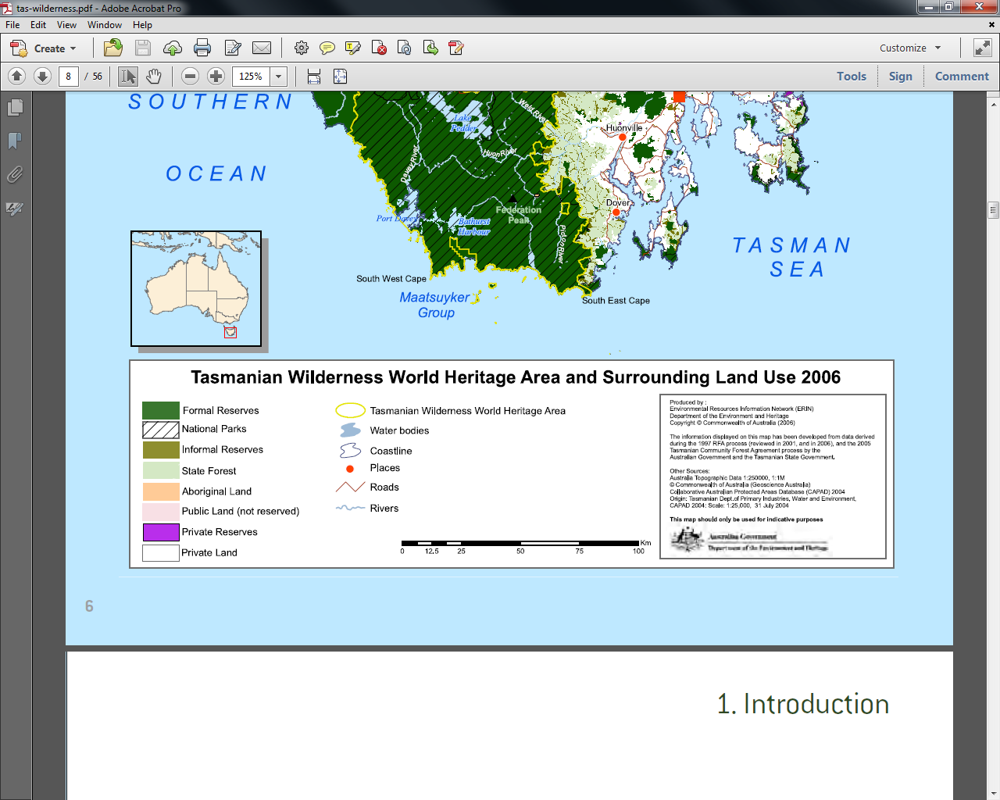 tas-wilderness.pdf - Adobe Acrobat Pro
File Edit View Window Help
Create
Customize
8 / 56
125%
Tools Sign Comment
SOUTHERN
OCEAN
Lake
Pedder
Weld River
Huonville
Huon River
Davey River
Dover
Federation
Peak
Port Davey
Bathurst
Harbour
Picton River
TASMAN
SEA
South West Cape
Maatsuyker
Group
South East Cape
Tasmanian Wilderness World Heritage Area and Surrounding Land Use 2006
Formal Reserves
National Parks
Informal Reserves
State Forest
Aboriginal Land
Public Land (not reserved)
Private Reserves
Private Land
Tasmanian Wilderness World Heritage Area
Water bodies
Coastline
Places
Roads
Rivers
Km
0 12.5 25 50 75 100
Produced by :
Environmental Resources Information Network (ERIN)
Department of the Environment and Heritage
Copyright © Commonwealth of Australia (2006)
The information displayed on this map has been developed from data derived
during the 1997 RFA process (reviewed in 2001, and in 2006), and the 2005
Tasmanian Community Forest Agreement process by the
Australian Government and the Tasmanian State Government.
Other Sources:
Australia Topographic Data 1:250000, 1:1M
© Commonwealth of Australia (Geoscience Australia)
Collaborative Australian Protected Areas Database (CAPAD) 2004
Origin: Tasmanian Dept.of Primary Industries, Water and Environment,
CAPAD 2004: Scale: 1:25,000, 31 July 2004
This map should only be used for indicative purposes
Australian Government
Department of the Environment and Heritage
6
1. Introduction